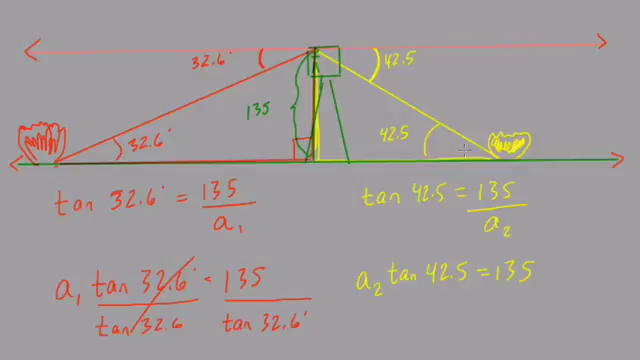 32.6°
42.5
135
32.6°
42.5
tan 32.6° = 135 / a₁
tan 42.5 = 135 / a₂
a₁ tan 32.6° = 135
tan 32.6 tan 32.6°
a₂ tan 42.5 = 135